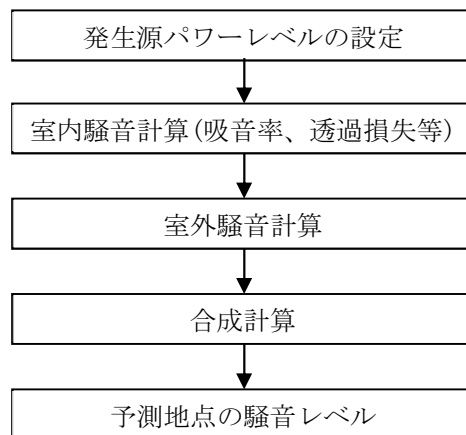 発生源パワーレベルの設定
室内騒音計算(吸音率、透過損失等)
室外騒音計算
合成計算
予測地点の騒音レベル